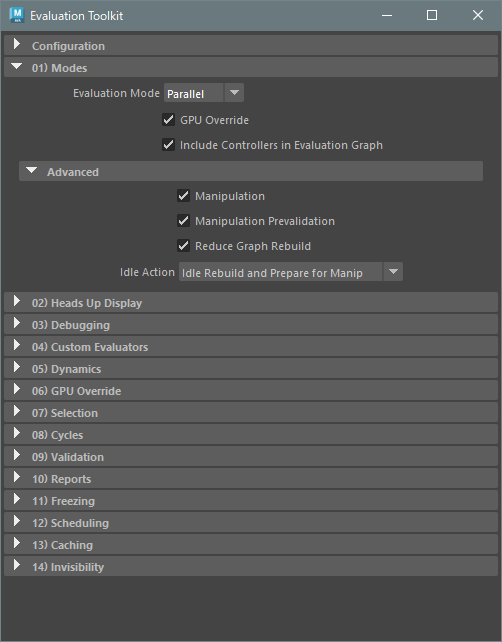 Evaluation Toolkit
Configuration
01) Modes
Evaluation Mode Parallel
GPU Override
Include Controllers in Evaluation Graph
Advanced
Manipulation
Manipulation Prevalidation
Reduce Graph Rebuild
Idle Action Idle Rebuild and Prepare for Manip
02) Heads Up Display
03) Debugging
04) Custom Evaluators
05) Dynamics
06) GPU Override
07) Selection
08) Cycles
09) Validation
10) Reports
11) Freezing
12) Scheduling
13) Caching
14) Invisibility